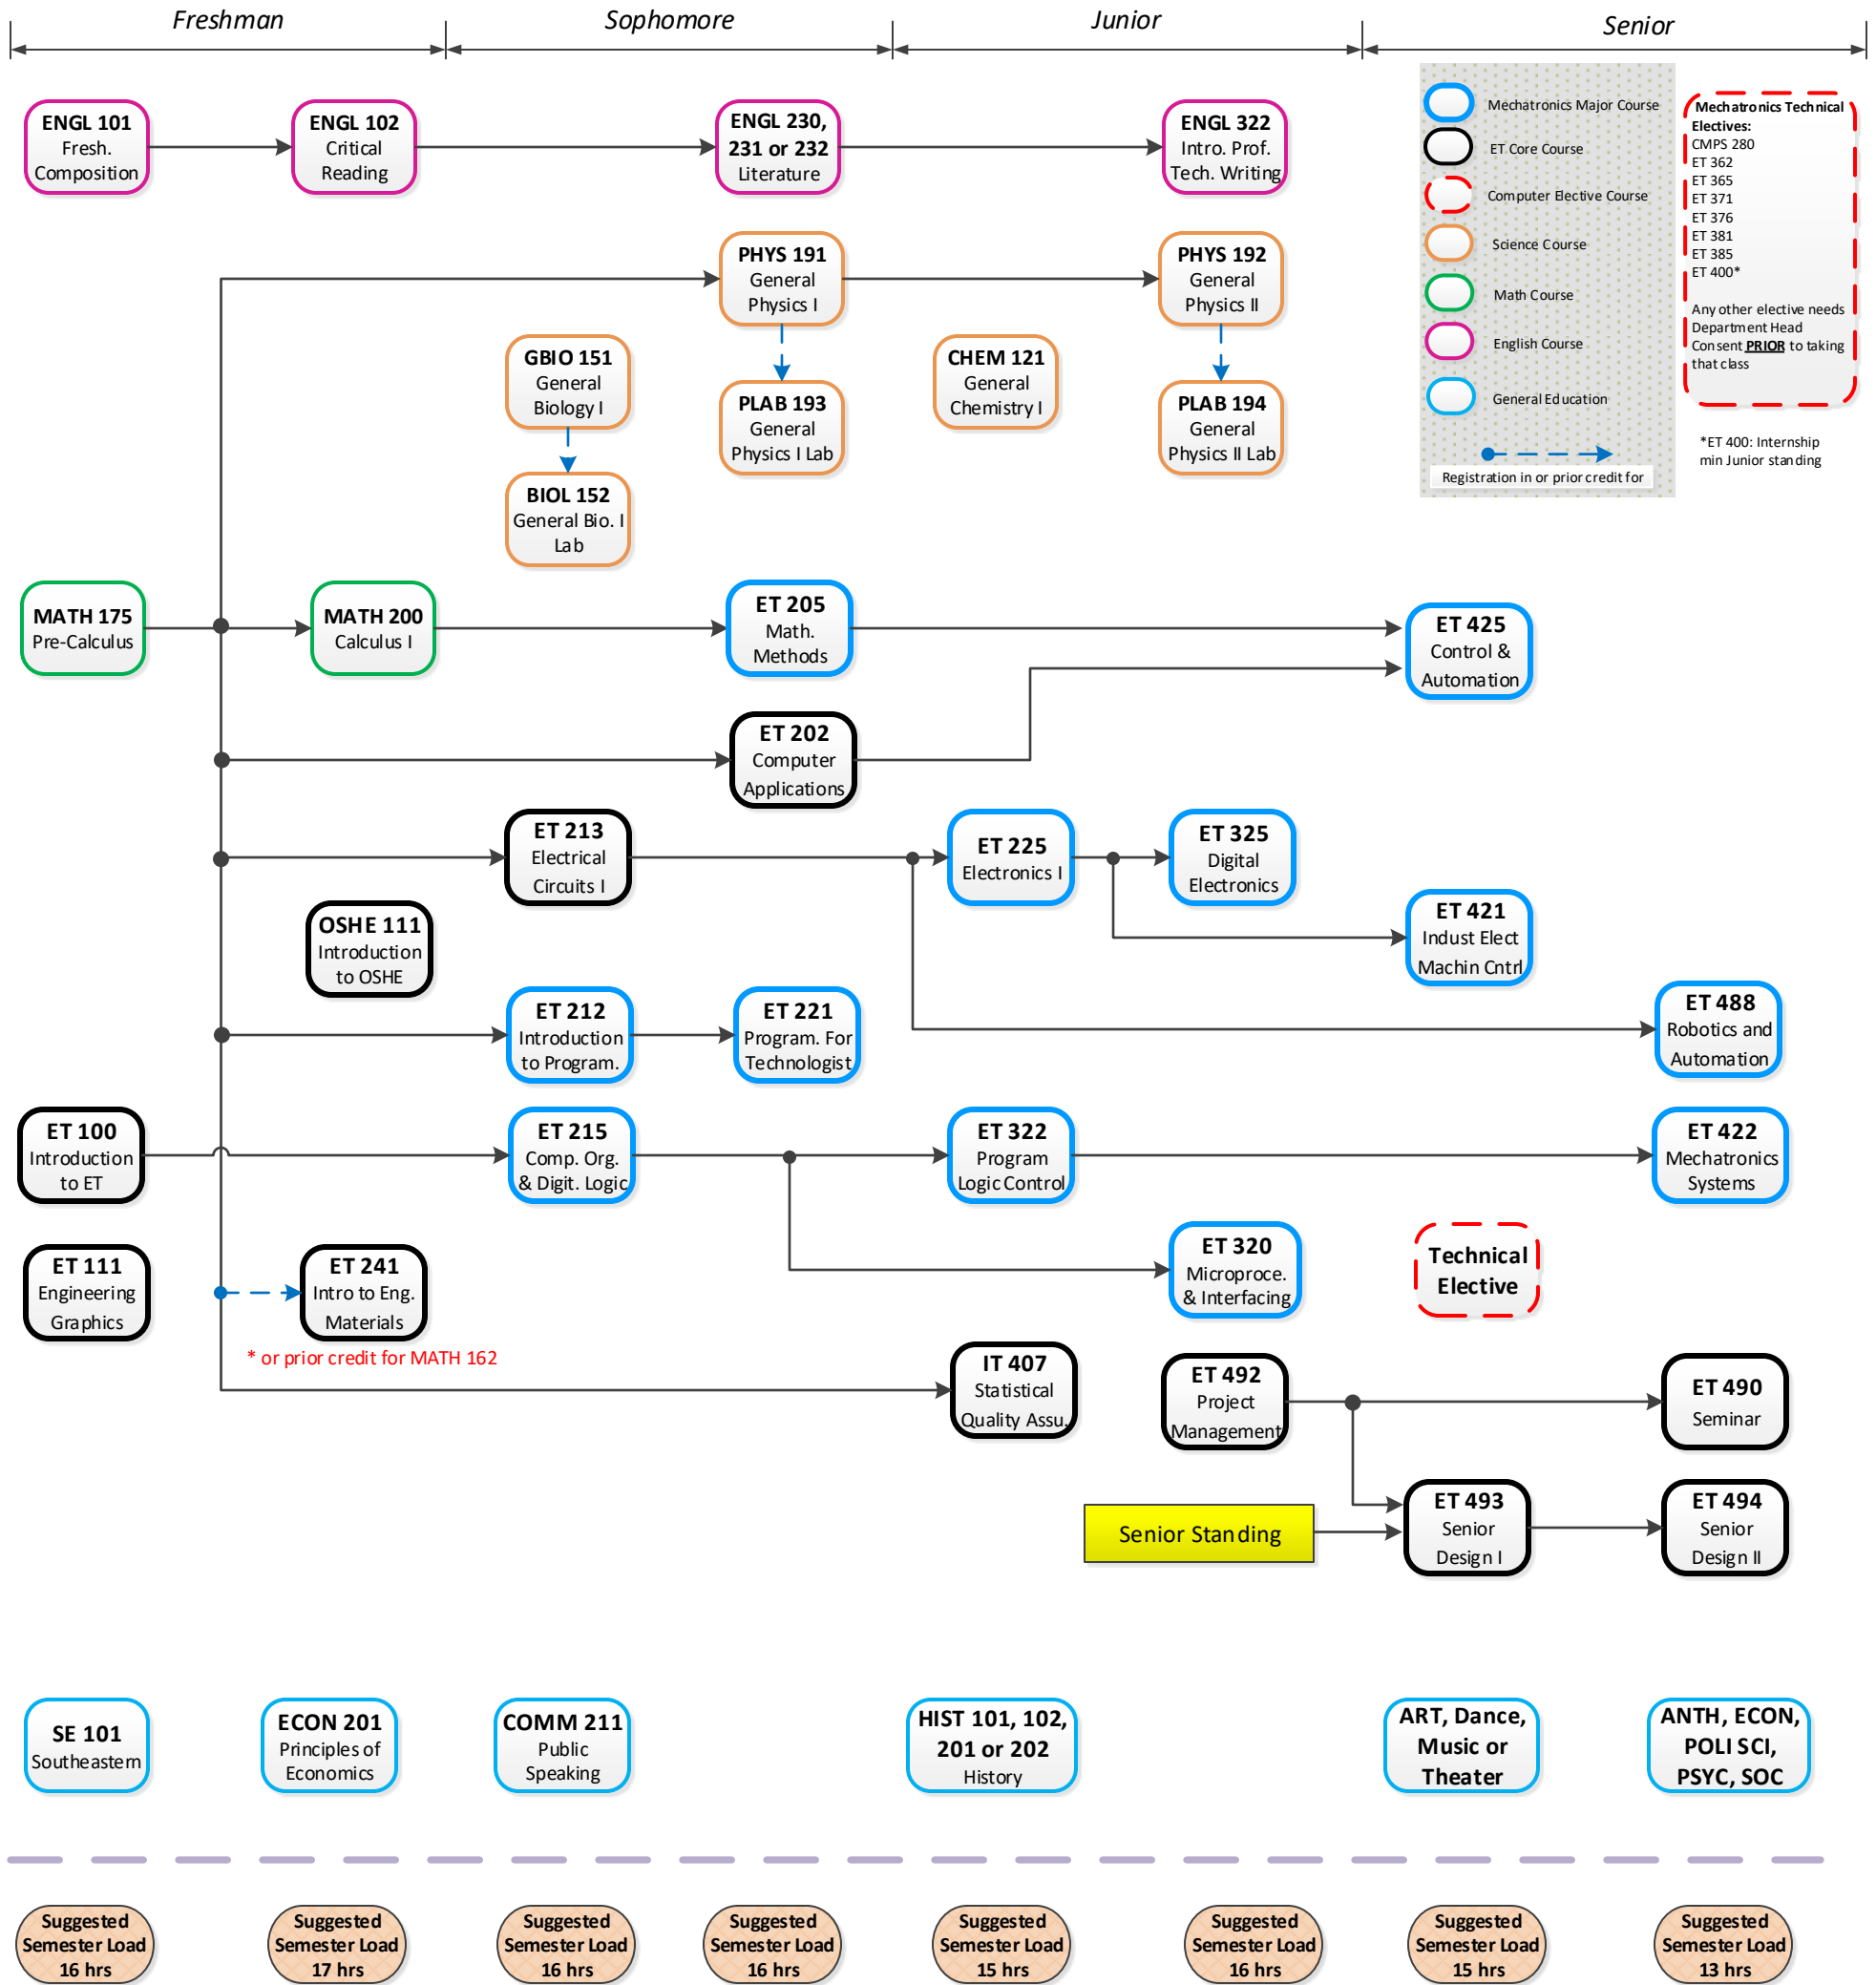 Freshman
Sophomore
Junior
Senior
ENGL 101
Fresh.
Composition
ENGL 102
Critical
Reading
ENGL 230,
231 or 232
Literature
ENGL 322
Intro. Prof.
Tech. Writing
Mechatronics Major Course
ET Core Course
Computer Elective Course
Science Course
Math Course
English Course
General Education
Registration in or prior credit for
Mechatronics Technical
Electives:
CMPS 280
ET 362
ET 365
ET 371
ET 376
ET 381
ET 385
ET 400*
Any other elective needs
Department Head
Consent PRIOR to taking
that class
*ET 400: Internship
min Junior standing
PHYS 191
General
Physics I
PHYS 192
General
Physics II
GBIO 151
General
Biology I
CHEM 121
General
Chemistry I
PLAB 193
General
Physics I Lab
PLAB 194
General
Physics II Lab
BIOL 152
General Bio. I
Lab
MATH 175
Pre-Calculus
MATH 200
Calculus I
ET 205
Math.
Methods
ET 425
Control &
Automation
ET 202
Computer
Applications
ET 213
Electrical
Circuits I
ET 225
Electronics I
ET 325
Digital
Electronics
OSHE 111
Introduction
to OSHE
ET 421
Indust Elect
Machin Cntrl
ET 212
Introduction
to Program.
ET 221
Program. For
Technologist
ET 488
Robotics and
Automation
ET 100
Introduction
to ET
ET 215
Comp. Org.
& Digit. Logic
ET 322
Program
Logic Control
ET 422
Mechatronics
Systems
ET 111
Engineering
Graphics
ET 241
Intro to Eng.
Materials
* or prior credit for MATH 162
ET 320
Microproce.
& Interfacing
Technical
Elective
IT 407
Statistical
Quality Assu.
ET 492
Project
Management
ET 490
Seminar
Senior Standing
ET 493
Senior
Design I
ET 494
Senior
Design II
SE 101
Southeastern
ECON 201
Principles of
Economics
COMM 211
Public
Speaking
HIST 101, 102,
201 or 202
History
ART, Dance,
Music or
Theater
ANTH, ECON,
POLI SCI,
PSYC, SOC
Suggested
Semester Load
16 hrs
Suggested
Semester Load
17 hrs
Suggested
Semester Load
16 hrs
Suggested
Semester Load
16 hrs
Suggested
Semester Load
15 hrs
Suggested
Semester Load
16 hrs
Suggested
Semester Load
15 hrs
Suggested
Semester Load
13 hrs